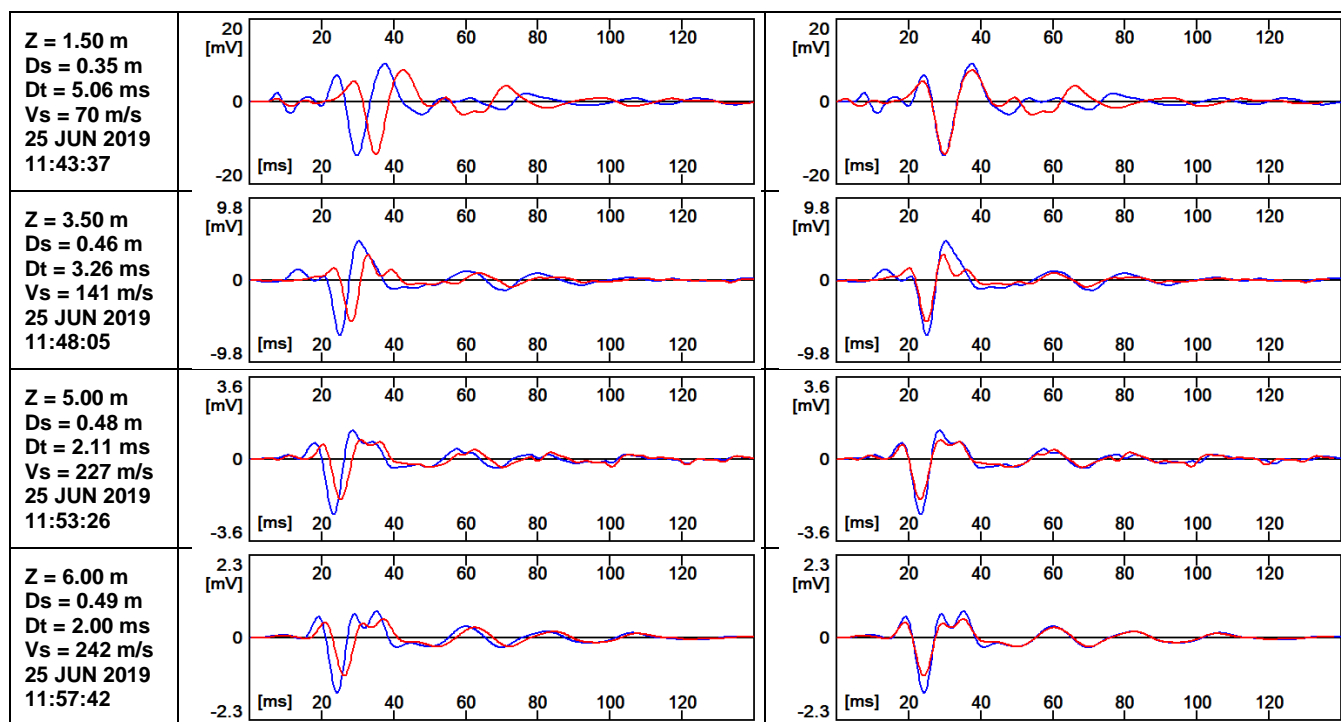 Z = 1.50 m
Ds = 0.35 m
Dt = 5.06 ms
Vs = 70 m/s
25 JUN 2019
11:43:37
20 20 40 60 80 100 120
[mV]
0
[ms] 20 40 60 80 100 120
-20
20 20 40 60 80 100 120
[mV]
0
[ms] 20 40 60 80 100 120
-20
Z = 3.50 m
Ds = 0.46 m
Dt = 3.26 ms
Vs = 141 m/s
25 JUN 2019
11:48:05
9.8 20 40 60 80 100 120
[mV]
0
[ms] 20 40 60 80 100 120
-9.8
9.8 20 40 60 80 100 120
[mV]
0
[ms] 20 40 60 80 100 120
-9.8
Z = 5.00 m
Ds = 0.48 m
Dt = 2.11 ms
Vs = 227 m/s
25 JUN 2019
11:53:26
3.6 20 40 60 80 100 120
[mV]
0
[ms] 20 40 60 80 100 120
-3.6
3.6 20 40 60 80 100 120
[mV]
0
[ms] 20 40 60 80 100 120
-3.6
Z = 6.00 m
Ds = 0.49 m
Dt = 2.00 ms
Vs = 242 m/s
25 JUN 2019
11:57:42
2.3 20 40 60 80 100 120
[mV]
0
[ms] 20 40 60 80 100 120
-2.3
2.3 20 40 60 80 100 120
[mV]
0
[ms] 20 40 60 80 100 120
-2.3